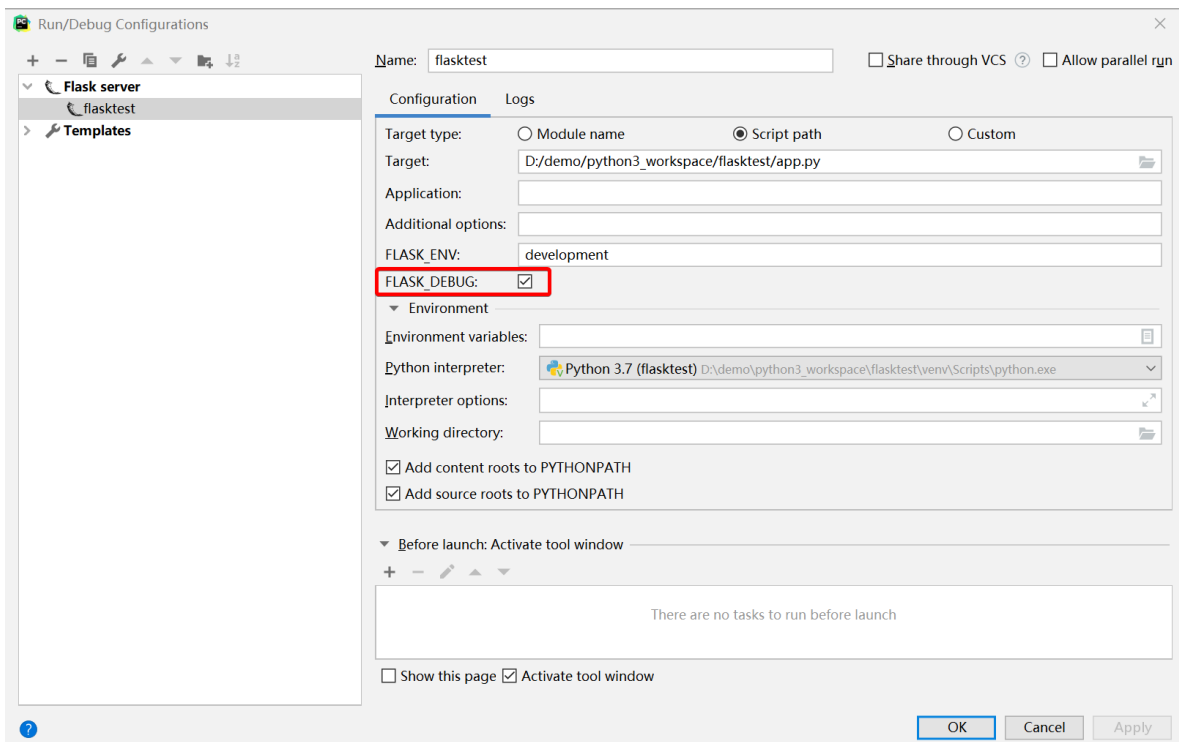 Run/Debug Configurations
Name: flasktest
Share through VCS ? Allow parallel run
Flask server
flasktest
Templates
Configuration Logs
Target type: Module name Script path Custom
Target: D:/demo/python3_workspace/flasktest/app.py
Application:
Additional options:
FLASK_ENV: development
FLASK_DEBUG:
Environment
Environment variables:
Python interpreter: Python 3.7 (flasktest) D:\demo\python3_workspace\flasktest\venv\Scripts\python.exe
Interpreter options:
Working directory:
Add content roots to PYTHONPATH
Add source roots to PYTHONPATH
Before launch: Activate tool window
There are no tasks to run before launch
Show this page Activate tool window
? OK Cancel Apply